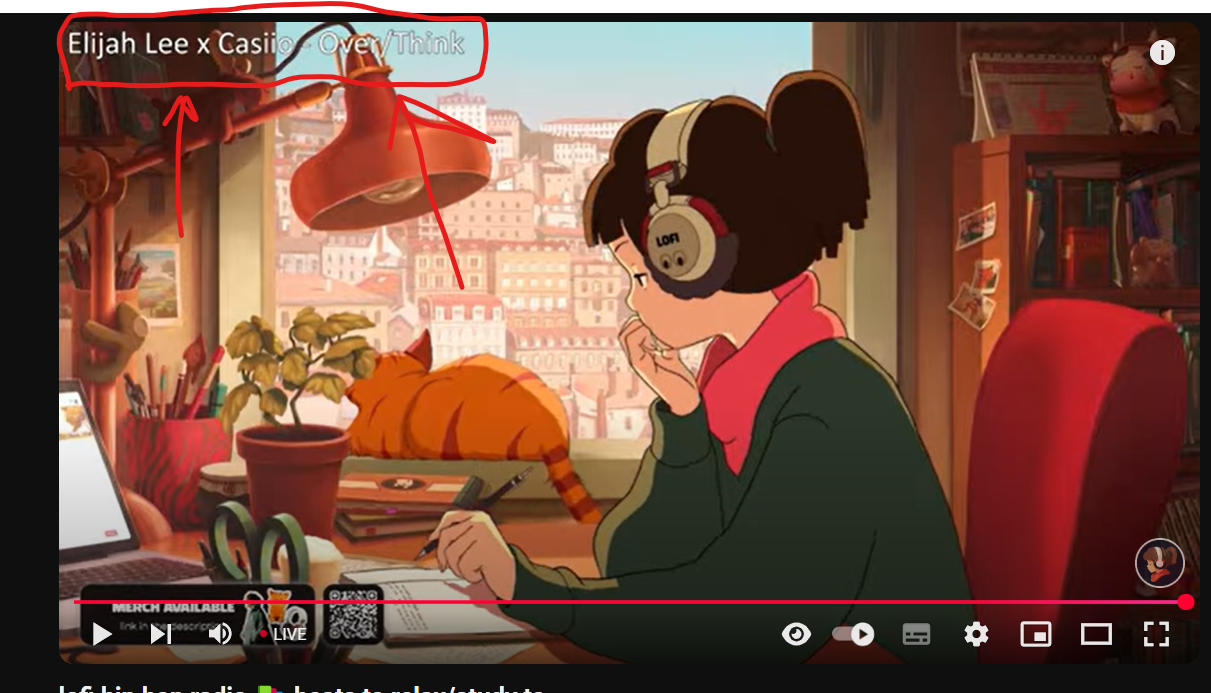 Elijah Lee x Casiio - Over/Think
LOFI
MERCH AVAILABLE
link in the description
LIVE
lofi hip hop radio beats to relax/study to